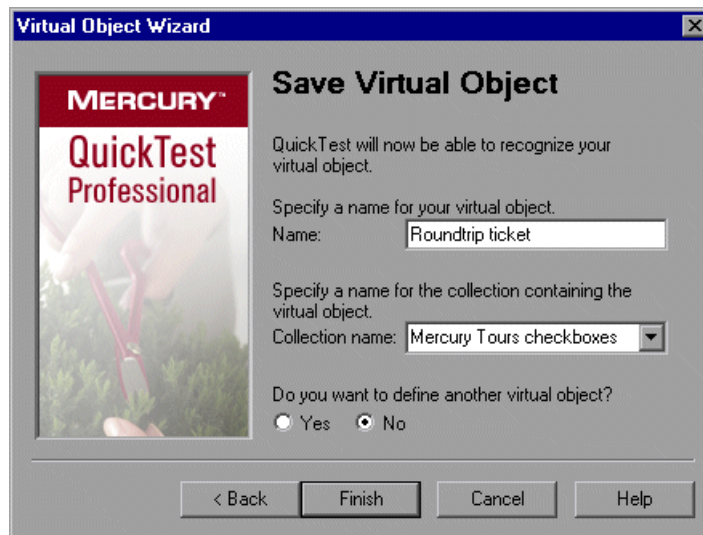 Virtual Object Wizard
MERCURY™
QuickTest
Professional
Save Virtual Object
QuickTest will now be able to recognize your
virtual object.
Specify a name for your virtual object.
Name: Roundtrip ticket
Specify a name for the collection containing the
virtual object.
Collection name: Mercury Tours checkboxes
Do you want to define another virtual object?
Yes No
< Back Finish Cancel Help